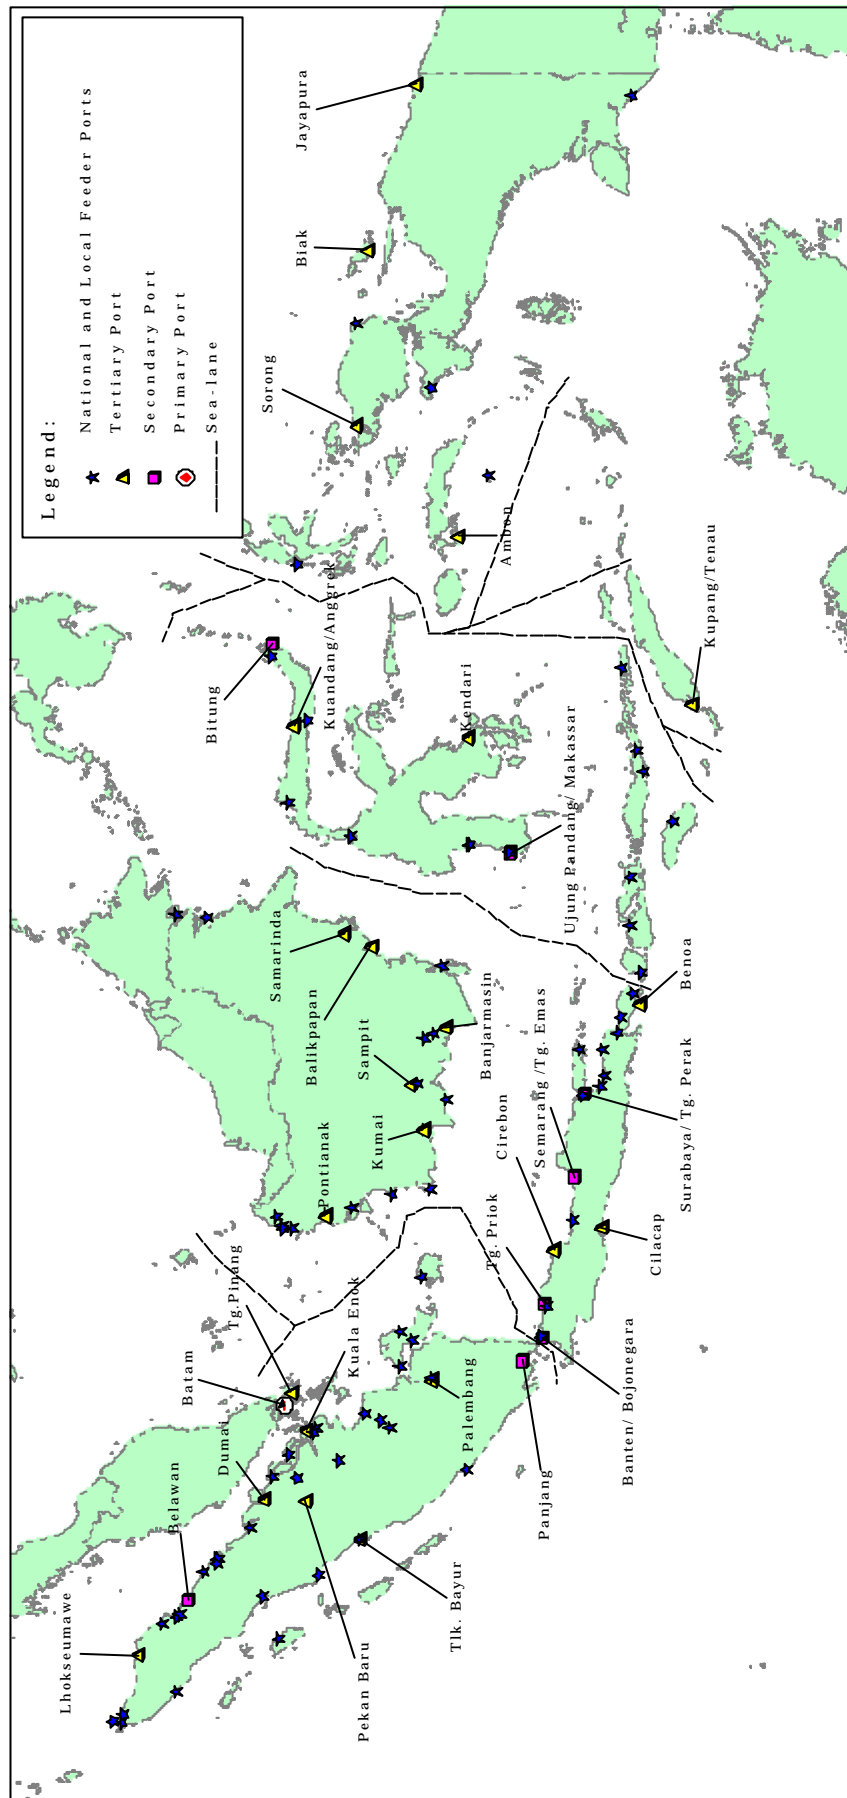 Legend:
National and Local Feeder Ports
Tertiary Port
Secondary Port
Primary Port
Sea-lane
Lhokseumawe
Belawan
Dumai
Batam
Tg.Pinang
Kuala Enok
Pekan Baru
Tlk. Bayur
Palembang
Panjang
Banten/ Bojonegara
Tg. Priok
Cirebon
Cilacap
Semarang /Tg. Emas
Surabaya/ Tg. Perak
Benoa
Pontianak
Kumai
Sampit
Banjarmasin
Balikpapan
Samarinda
Ujung Pandang/ Makassar
Kendari
Kuandang/Anggrek
Bitung
Kupang/Tenau
Ambon
Sorong
Biak
Jayapura